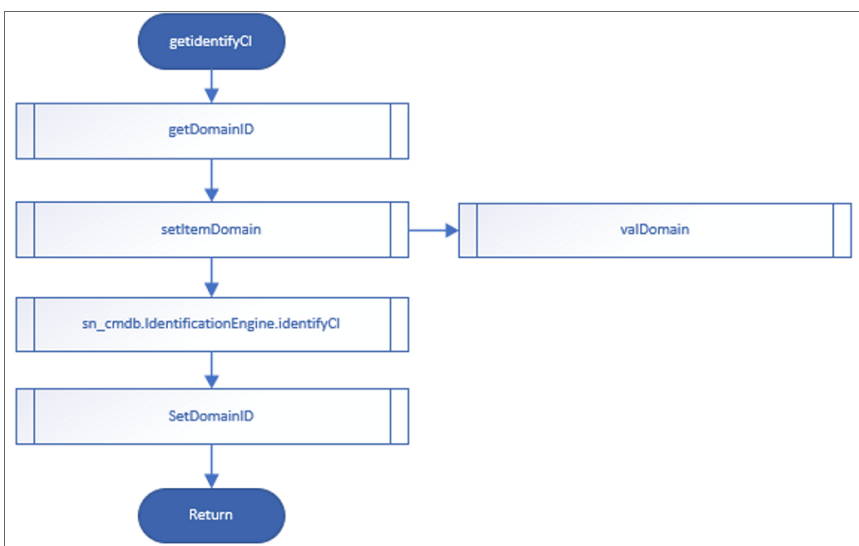 getidentifyCI
getDomainID
setItemDomain
valDomain
sn_cmdb.IdentificationEngine.identifyCI
SetDomainID
Return